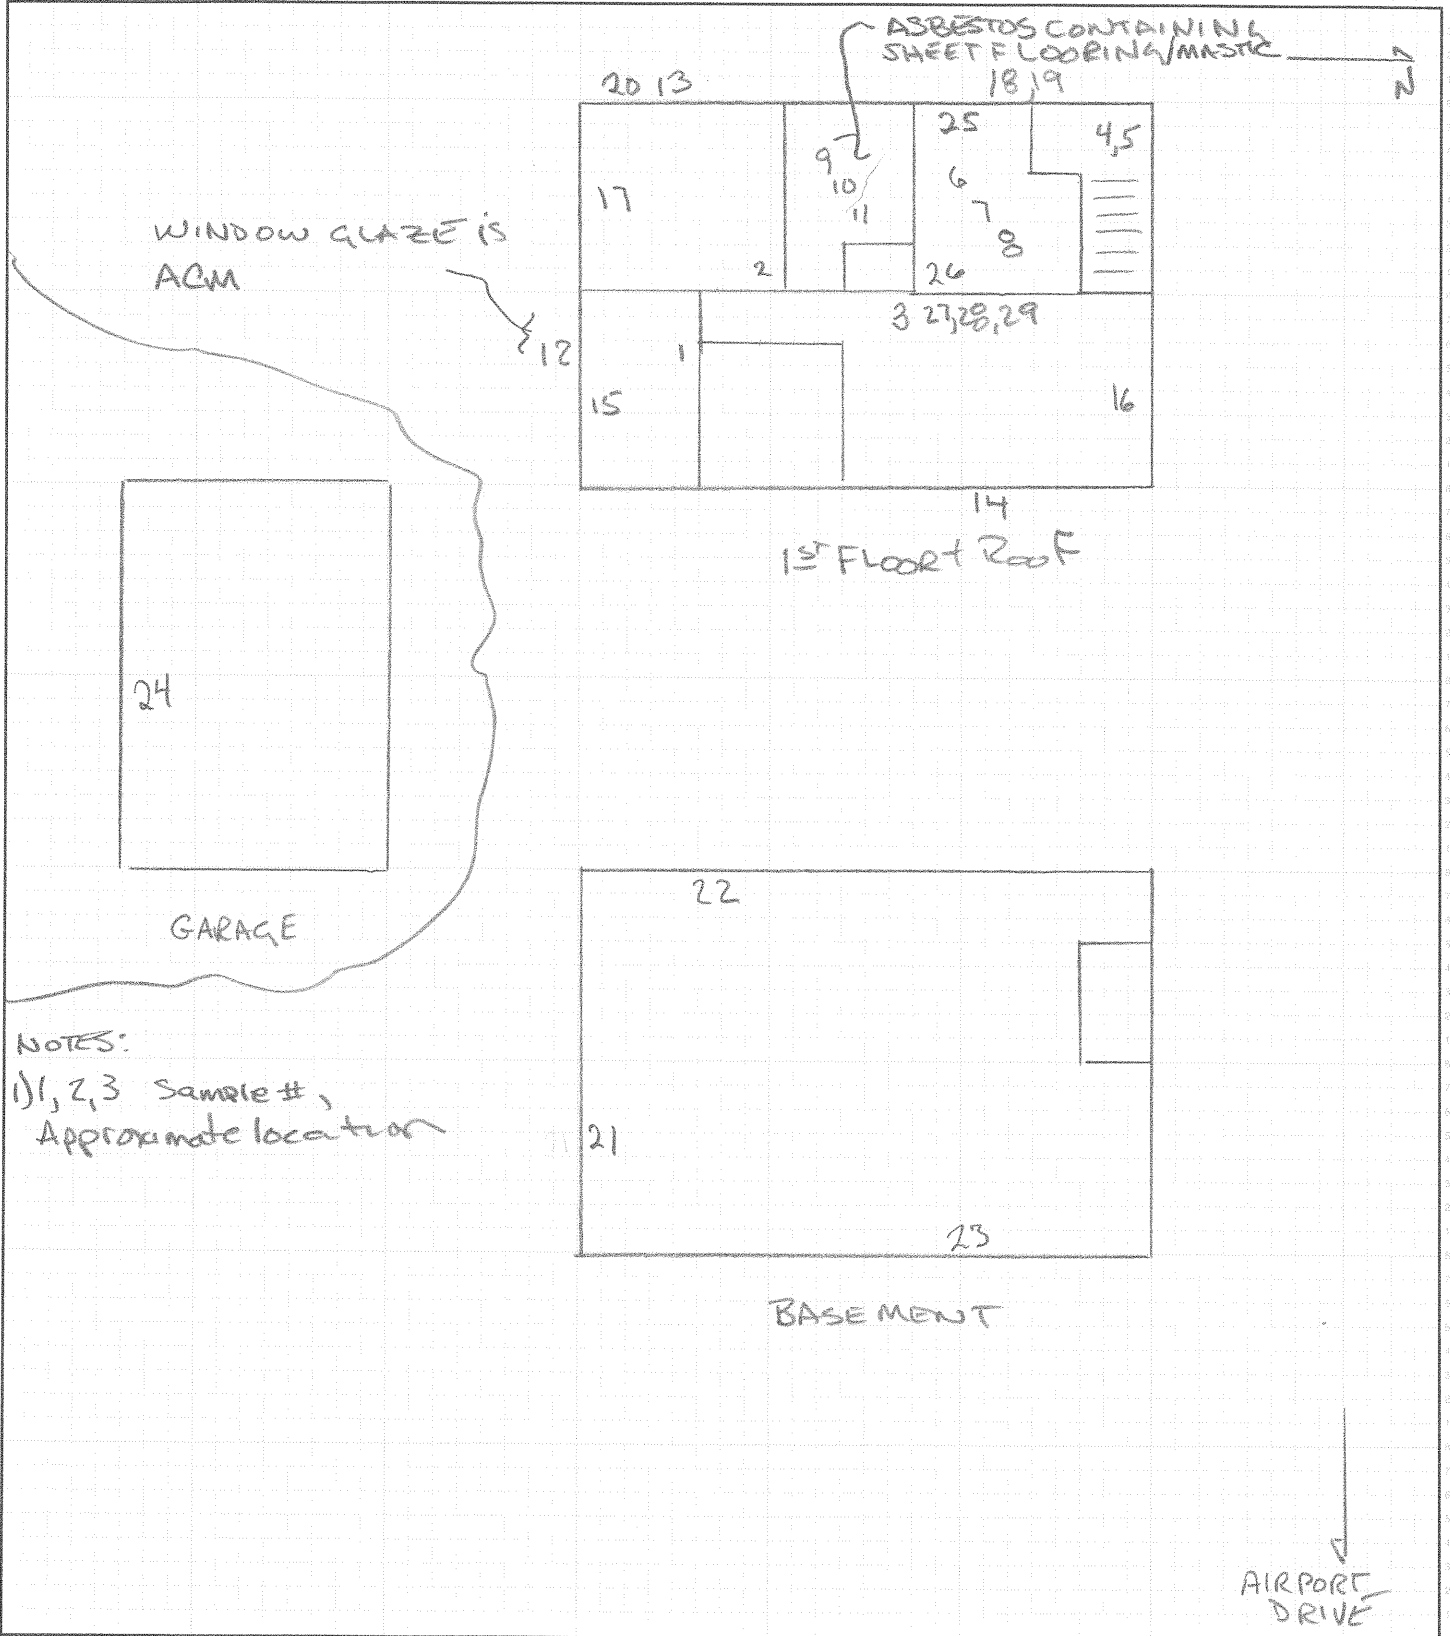 ASBESTOS CONTAINING
SHEET FLOORING/MASTIC
N
20 13
18,19
25
4,5
9
10
11
6
7
8
17
2
26
WINDOW GLAZE iS
ACM
3 27,28,29
12
1
15
16
14
1ST FLOOR + ROOF
24
GARAGE
22
NOTES:
1) 1, 2, 3 Sample #,
Approximate location
21
23
BASEMENT
AIRPORT
DRIVE